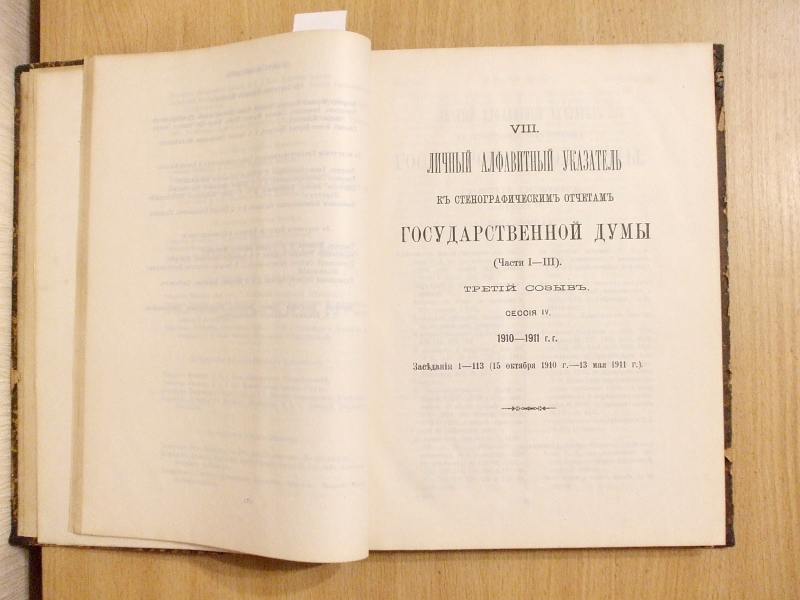 VIII.
ЛИЧНЫЙ АЛФАВИТНЫЙ УКАЗАТЕЛЬ
КЪ СТЕНОГРАФИЧЕСКИМЪ ОТЧЕТАМЪ
ГОСУДАРСТВЕННОЙ ДУМЫ
(Части I—III).
ТРЕТІЙ СОЗЫВЪ.
СЕССІЯ IV.
1910—1911 г.г.
Засѣданія 1—113 (15 октября 1910 г.—13 мая 1911 г.).